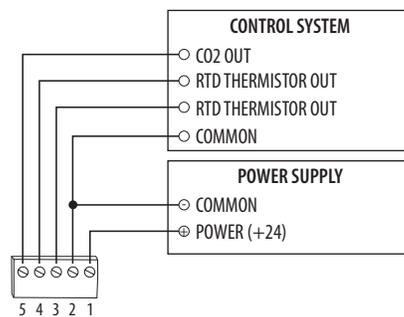 CONTROL SYSTEM
CO2 OUT
RTD THERMISTOR OUT
RTD THERMISTOR OUT
COMMON
POWER SUPPLY
COMMON
POWER (+24)
5 4 3 2 1